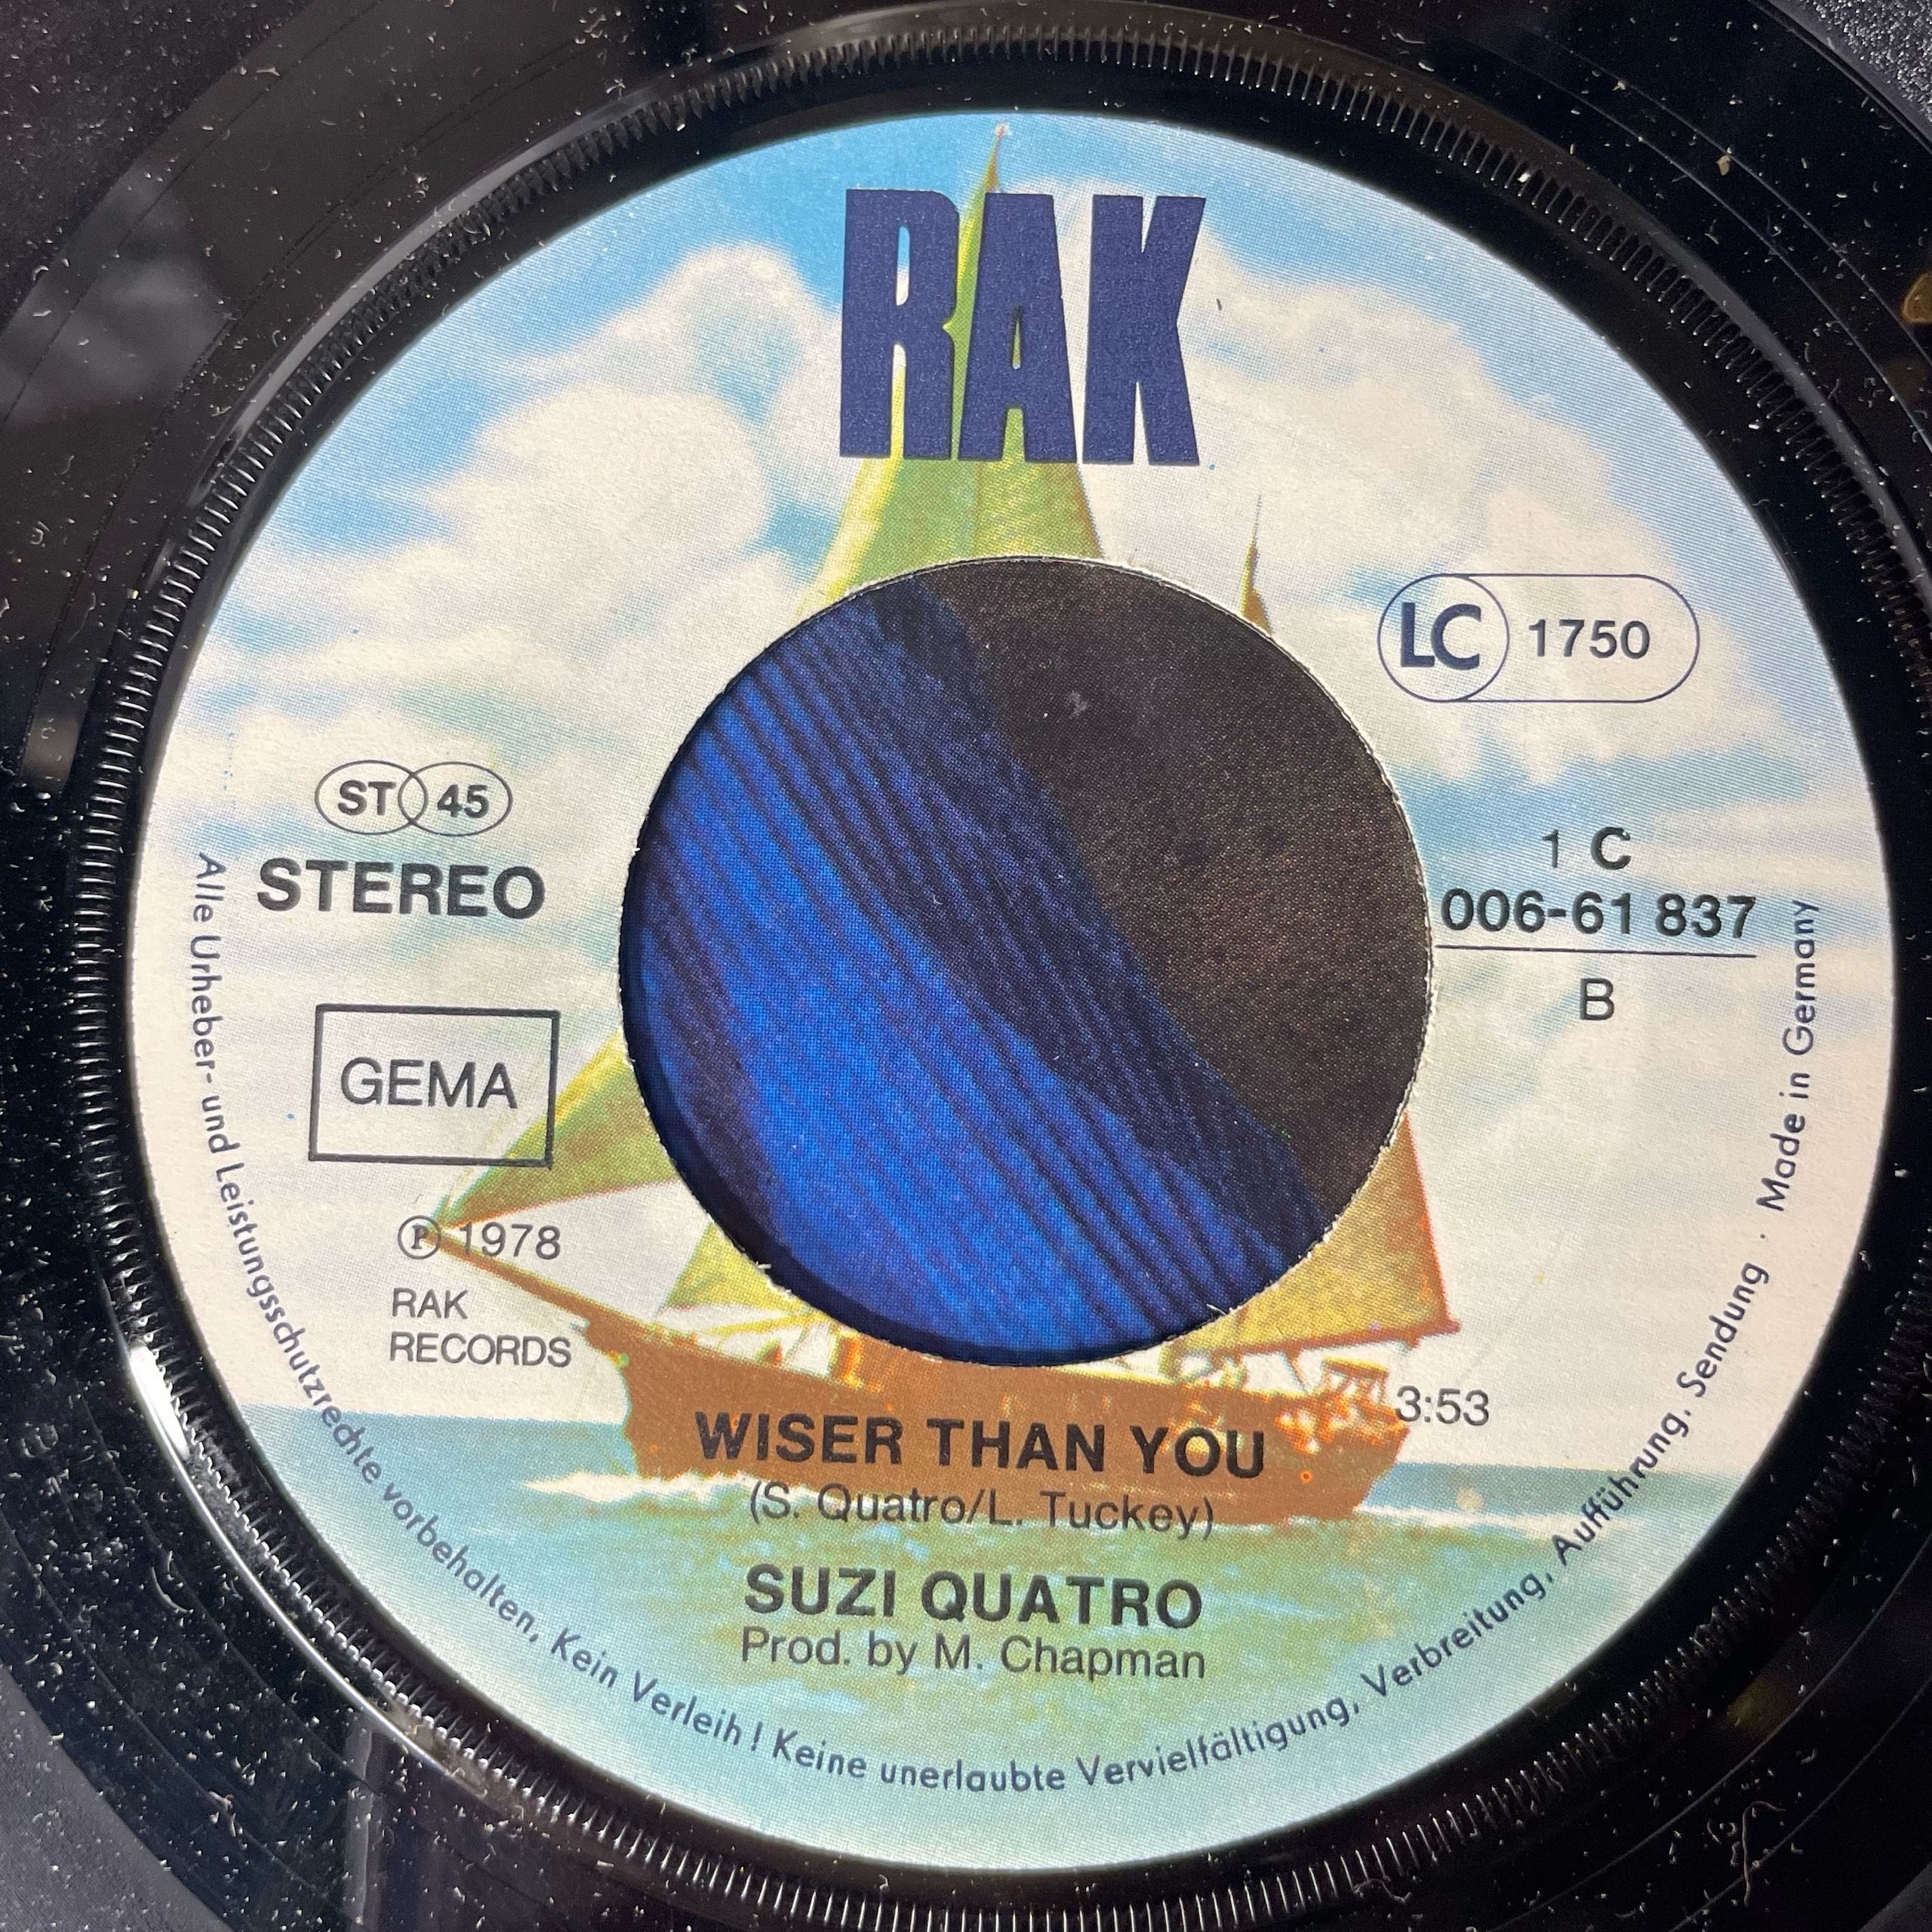 RAK
LC 1750
ST 45
STEREO
1 C
006-61 837
B
GEMA
Ⓟ 1978
RAK
RECORDS
3:53
WISER THAN YOU
(S. Quatro/L. Tuckey)
SUZI QUATRO
Prod. by M. Chapman
Alle Urheber- und Leistungsschutzrechte vorbehalten, Kein Verleih! Keine unerlaubte Vervielfältigung, Verbreitung, Aufführung, Sendung · Made in Germany